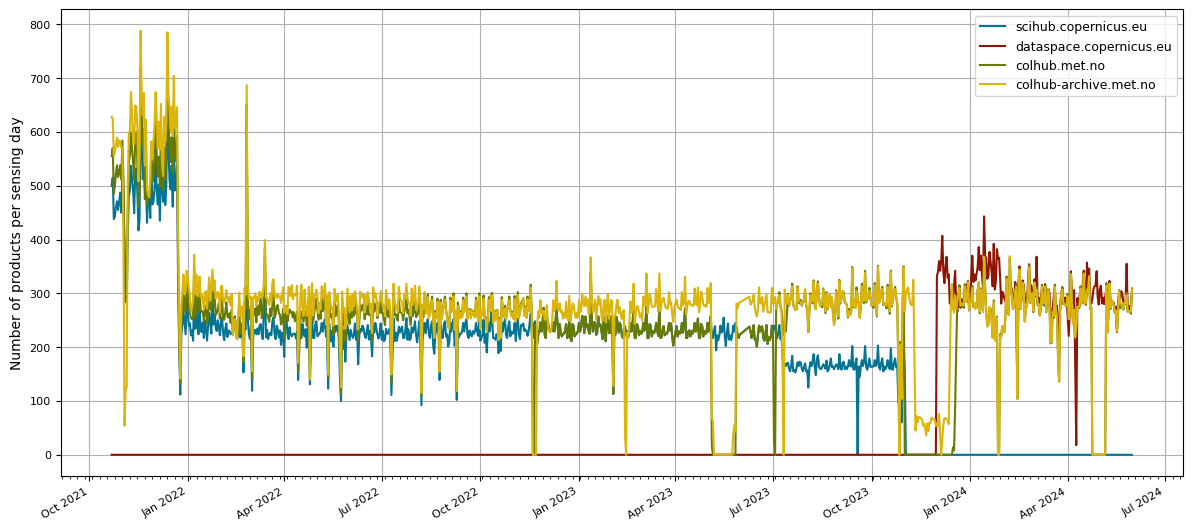 Number of products per sensing day
800
700
600
500
400
300
200
100
0
Oct 2021
Jan 2022
Apr 2022
Jul 2022
Oct 2022
Jan 2023
Apr 2023
Jul 2023
Oct 2023
Jan 2024
Apr 2024
Jul 2024
scihub.copernicus.eu
dataspace.copernicus.eu
colhub.met.no
colhub-archive.met.no